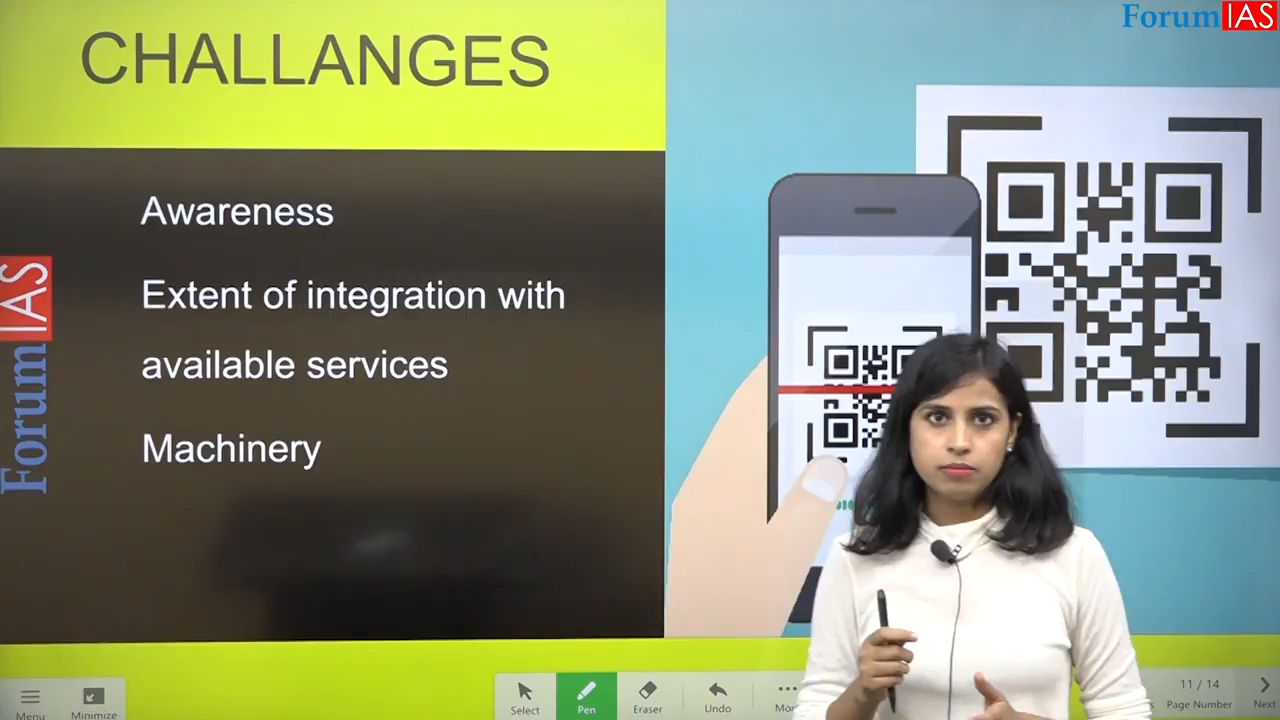 CHALLANGES
ForumIAS
Awareness
Extent of integration with
available services
Machinery
ForumIAS
Menu
Minimize
Select
Pen
Eraser
Undo
11 / 14
Page Number
Next